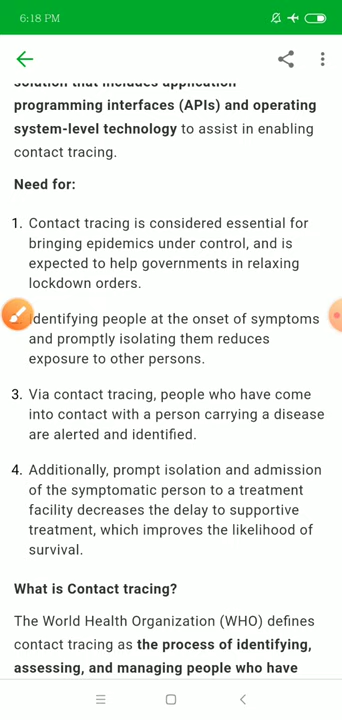 6:18 PM
solution that includes application
programming interfaces (APIs) and operating
system-level technology to assist in enabling
contact tracing.
Need for:
1. Contact tracing is considered essential for
bringing epidemics under control, and is
expected to help governments in relaxing
lockdown orders.
Identifying people at the onset of symptoms
and promptly isolating them reduces
exposure to other persons.
3. Via contact tracing, people who have come
into contact with a person carrying a disease
are alerted and identified.
4. Additionally, prompt isolation and admission
of the symptomatic person to a treatment
facility decreases the delay to supportive
treatment, which improves the likelihood of
survival.
What is Contact tracing?
The World Health Organization (WHO) defines
contact tracing as the process of identifying,
assessing, and managing people who have